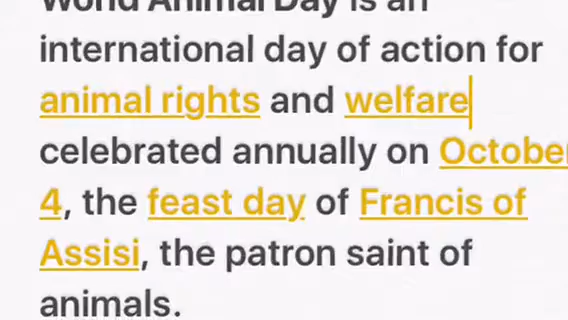 World Animal Day is an
international day of action for
animal rights and welfare
celebrated annually on October
4, the feast day of Francis of
Assisi, the patron saint of
animals.